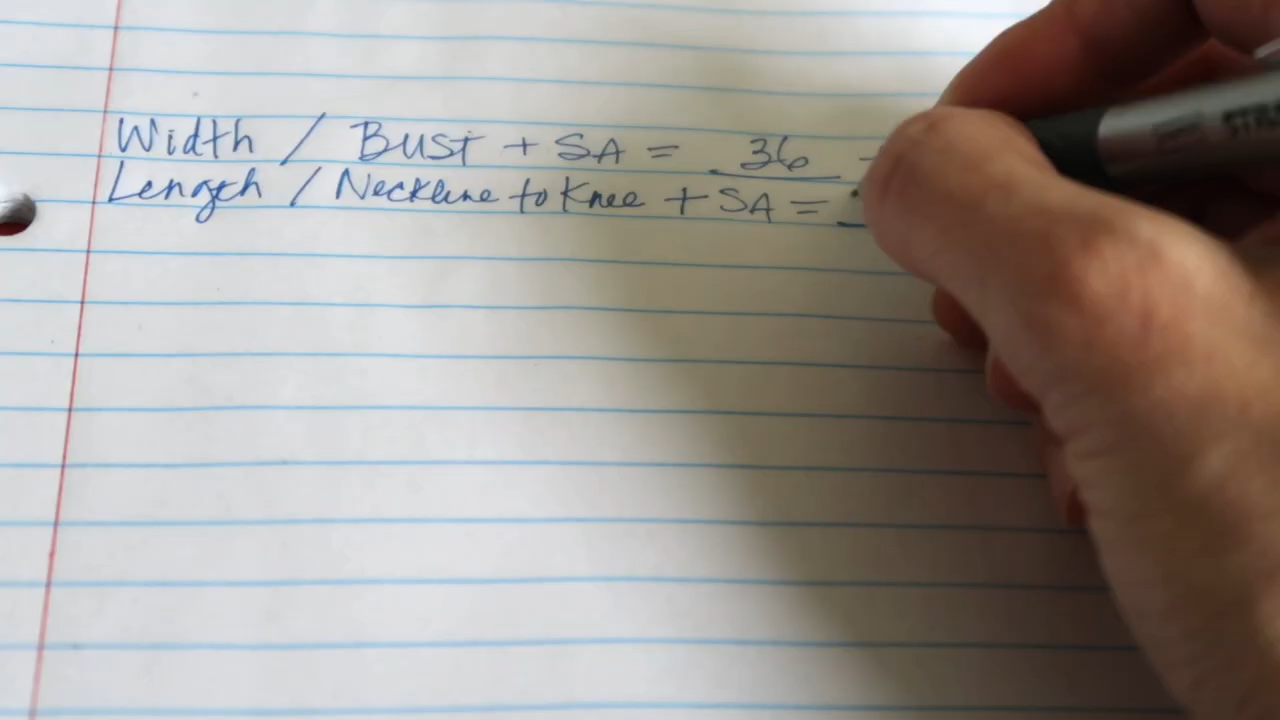 Width / Bust + SA = 36 -
Length / Neckline to Knee + SA =